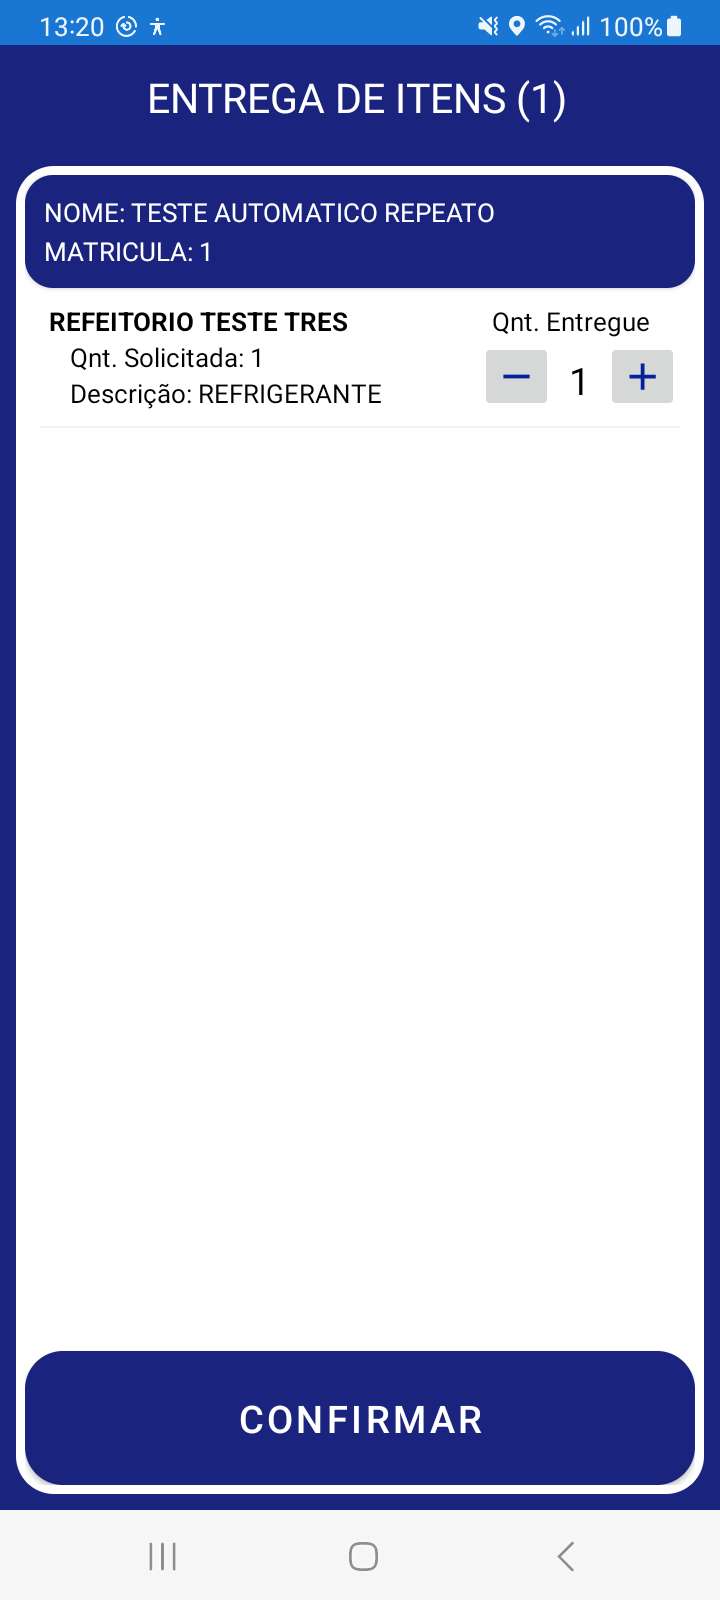 13:20
100%
ENTREGA DE ITENS (1)
NOME: TESTE AUTOMATICO REPEATO
MATRICULA: 1
REFEITORIO TESTE TRES
Qnt. Entregue
Qnt. Solicitada: 1
Descrição: REFRIGERANTE
− 1 +
CONFIRMAR